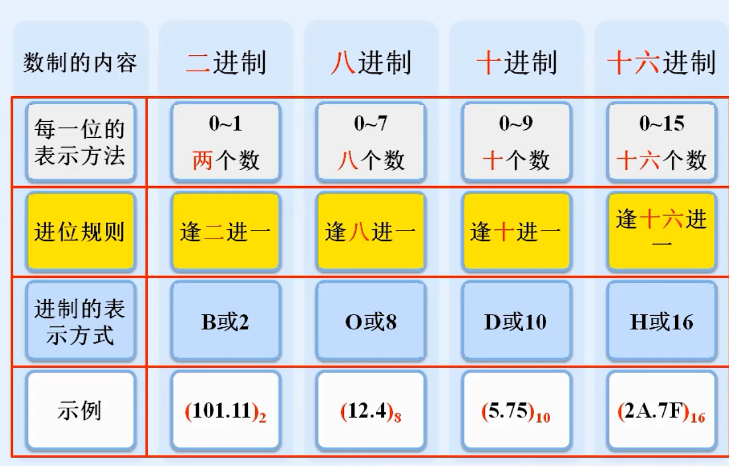 数制的内容 二进制 八进制 十进制 十六进制
每一位的
表示方法
0~1
两个数
0~7
八个数
0~9
十个数
0~15
十六个数
进位规则 逢二进一 逢八进一 逢十进一 逢十六进
一
进制的表
示方式
B或2 O或8 D或10 H或16
示例 (101.11)₂ (12.4)₈ (5.75)₁₀ (2A.7F)₁₆